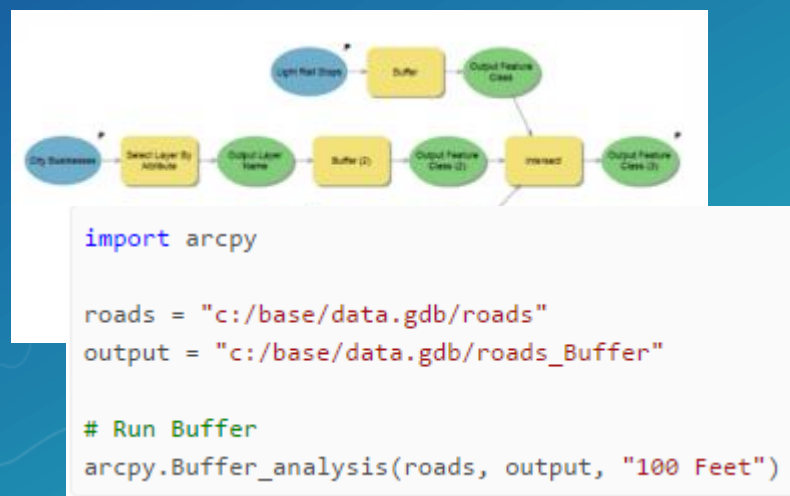 Light Rail Stops
Buffer
Output Feature
Class
City Businesses
Select Layer By
Attribute
Output Layer
Name
Buffer (2)
Output Feature
Class (2)
Intersect
Output Feature
Class (3)
import arcpy
roads = "c:/base/data.gdb/roads"
output = "c:/base/data.gdb/roads_Buffer"
# Run Buffer
arcpy.Buffer_analysis(roads, output, "100 Feet")